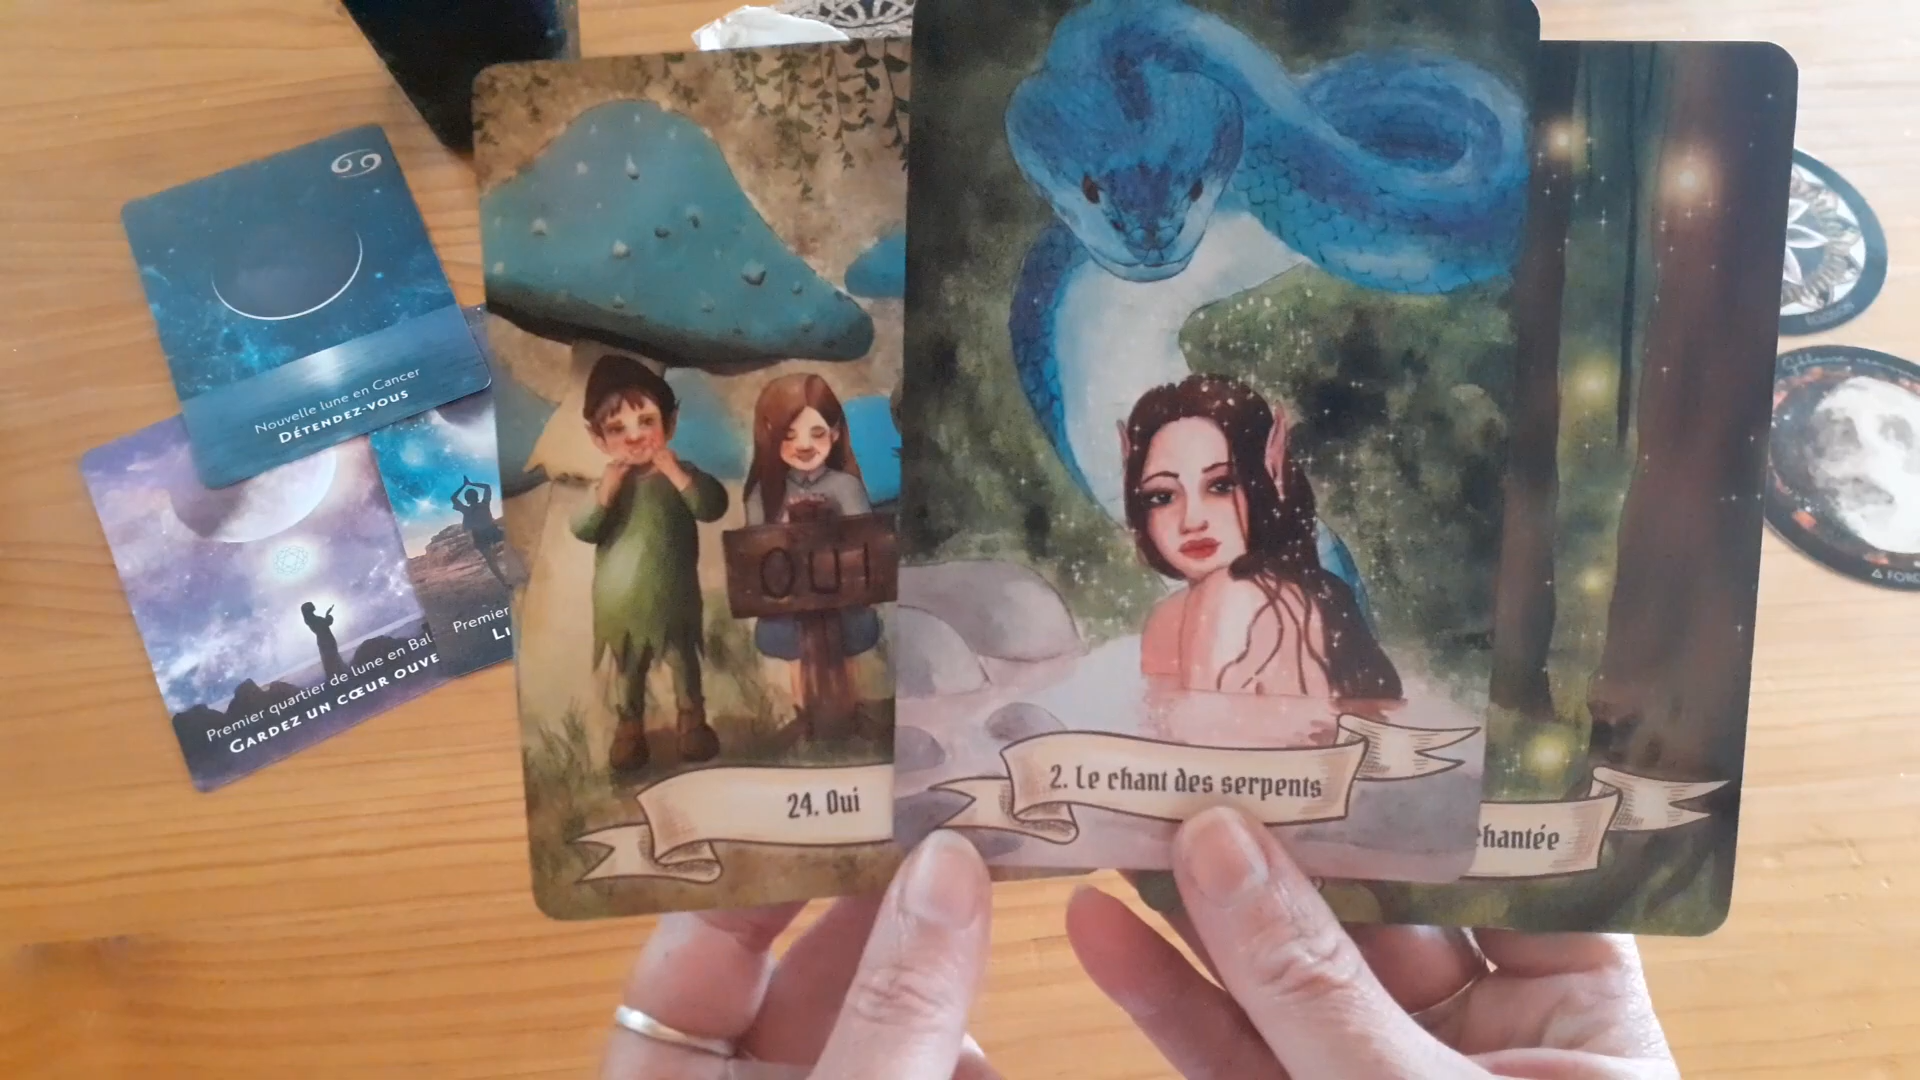 Nouvelle lune en Cancer
DÉTENDEZ-VOUS
Premier quartier de lune en Bal
GARDEZ UN CŒUR OUVE
Premier
LI
OUI
24. Oui
2. Le chant des serpents
chantée